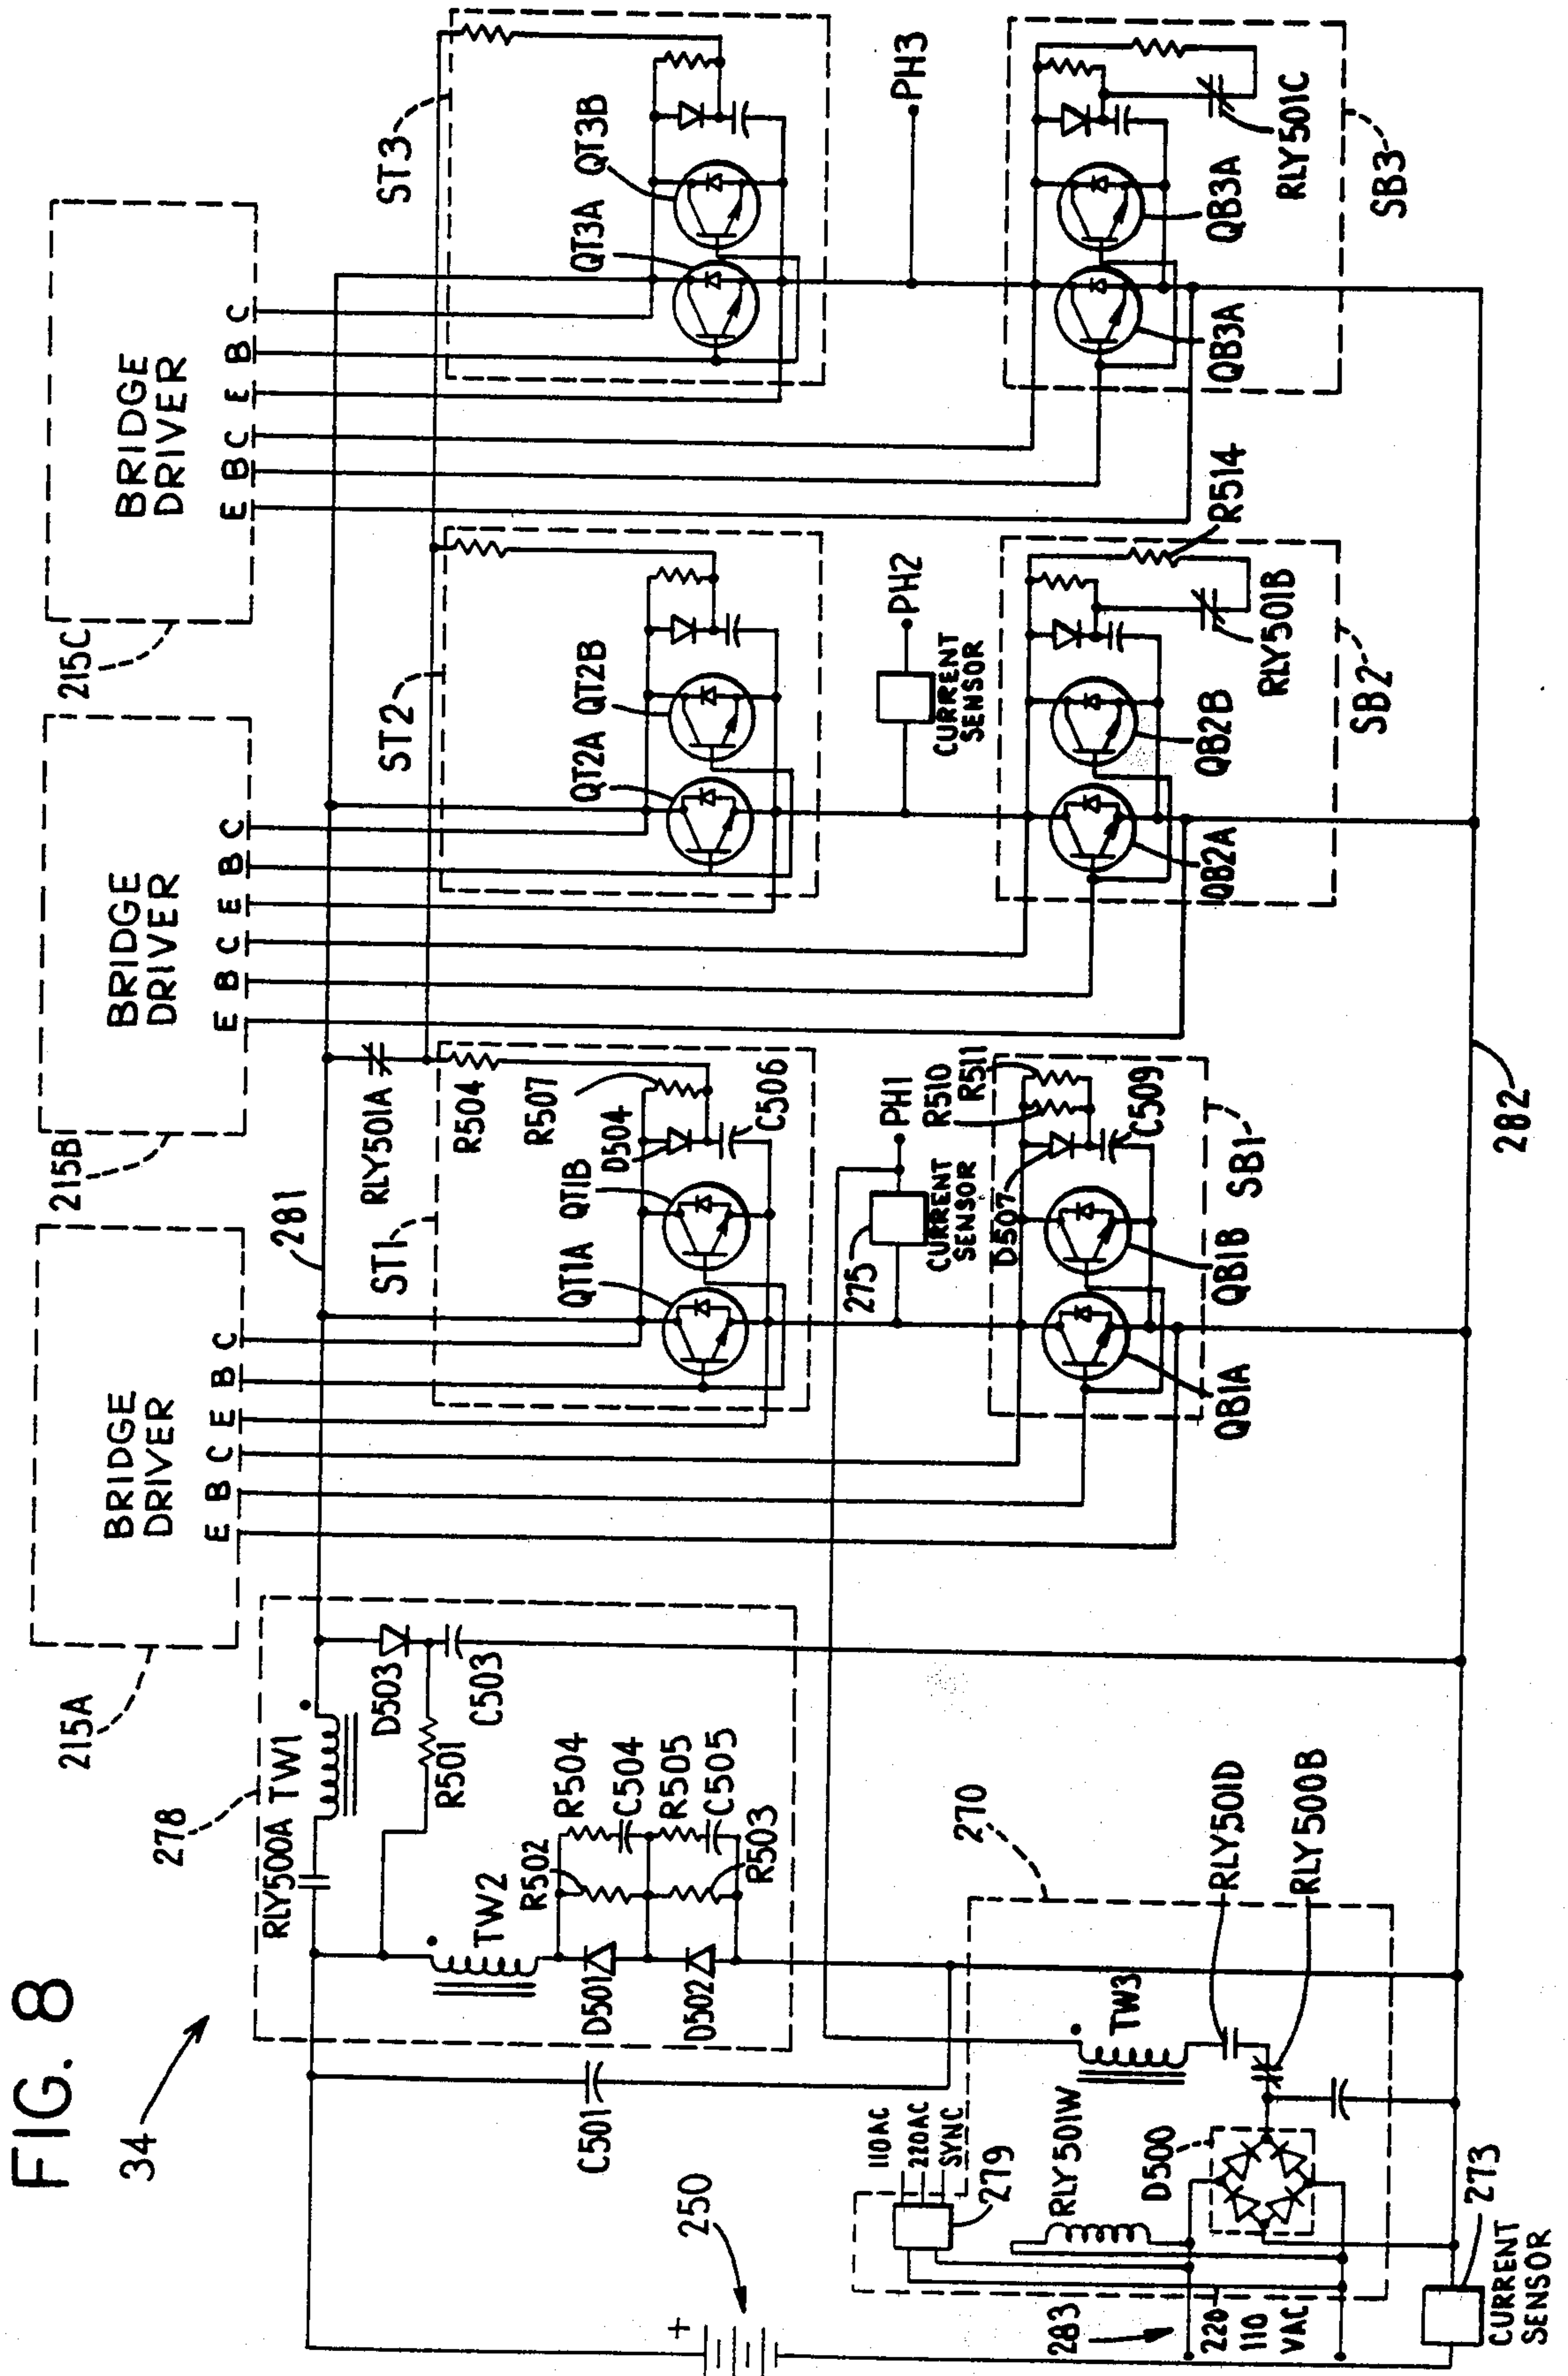 FIG. 8
34
215A
BRIDGE
DRIVER
E B C E B C
215B
BRIDGE
DRIVER
E B C E B C
215C
BRIDGE
DRIVER
E B C E B C
278
RLY500A
TW1
281
D503
R501
C503
TW2
R502
R504
C504
R505
C505
R503
D501
D502
C501
RLY501A
ST1
R504
R507
D504
C506
QT1A
QT1B
ST2
QT2A
QT2B
ST3
QT3A
QT3B
275
CURRENT
SENSOR
PH1
CURRENT
SENSOR
PH2
PH3
D507
R510
R511
C509
SB1
QB1A
QB1B
R514
RLY501B
SB2
QB2A
QB2B
RLY501C
SB3
QB3A
QB3A
282
250
+
110AC
220AC
SYNC
279
270
RLY501W
TW3
RLY501D
RLY500B
D500
283
220
110
VAC
273
CURRENT
SENSOR